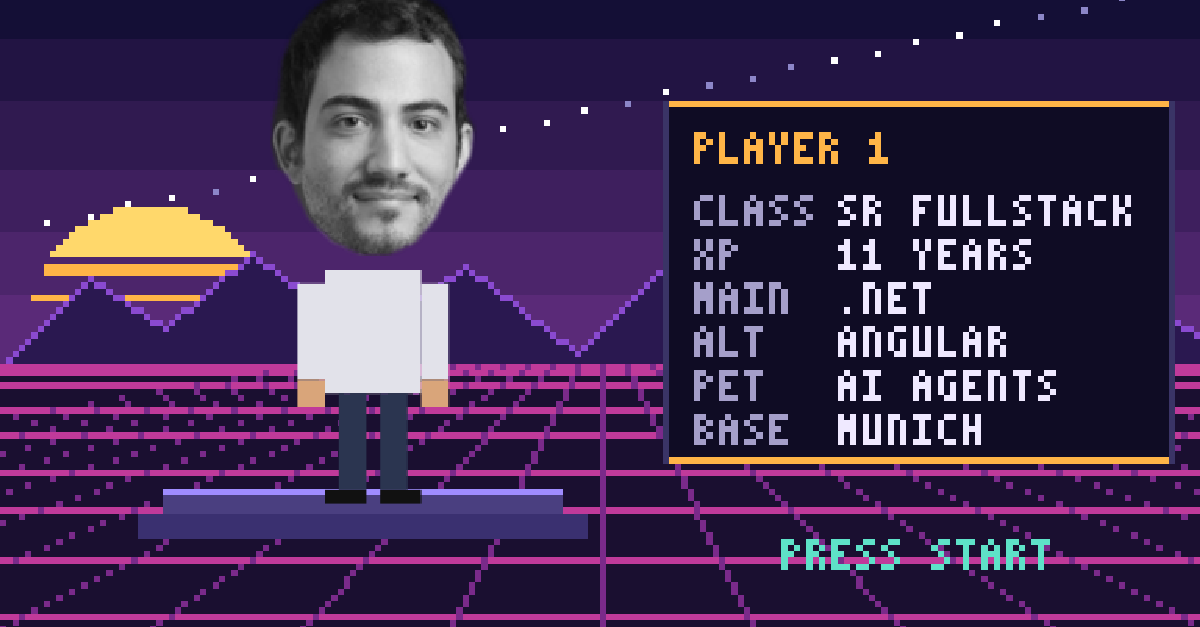 PLAYER 1
CLASS SR FULLSTACK
XP 11 YEARS
MAIN .NET
ALT ANGULAR
PET AI AGENTS
BASE MUNICH
PRESS START